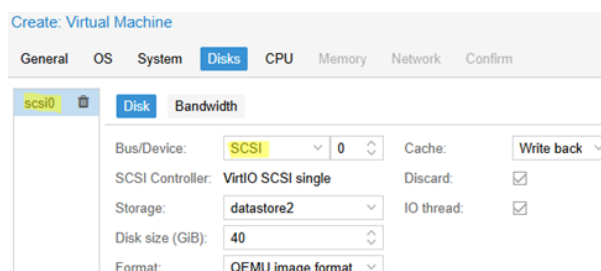 Create: Virtual Machine
General OS System Disks CPU Memory Network Confirm
scsi0 Disk Bandwidth
Bus/Device: SCSI 0 Cache: Write back
SCSI Controller: VirtIO SCSI single Discard:
Storage: datastore2 IO thread:
Disk size (GiB): 40
Format: QEMU image format